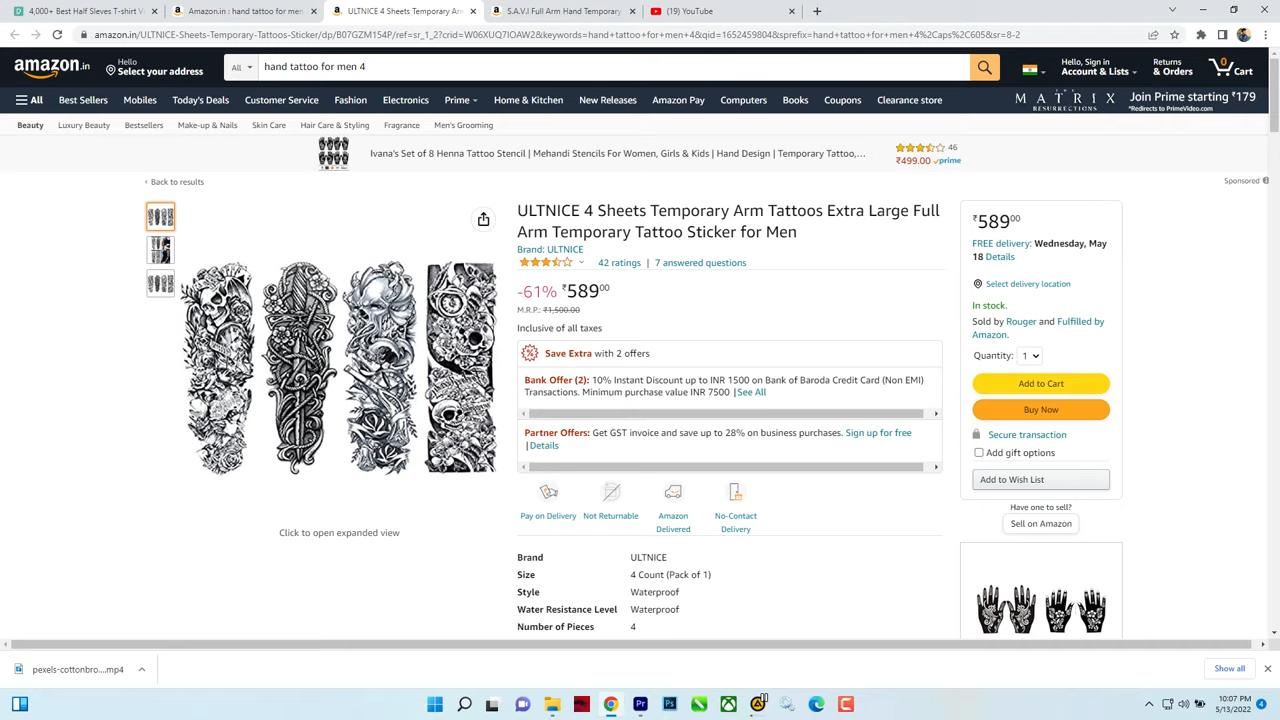 4,000+ Best Half Sleves T-shirt V
Amazon.in : hand tattoo for men
ULTNICE 4 Sheets Temporary Arm
S.A.V.I Full Arm Temporary Tattoo
(19) YouTube
amazon.in/ULTNICE-Sheets-Temporary-Tattoos-Sticker/dp/B07GZM154P/ref=sr_1_2?crid=W06XUQ7IOAW2&keywords=hand+tattoo+for+men+4&qid=1652459804&sprefix=hand+tattoo+for+men+4%2Caps%2C605&sr=8-2
amazon.in
Hello
Select your address
All
hand tattoo for men 4
Hello, Sign in
Account & Lists
Returns
& Orders
0
Cart
All
Best Sellers
Mobiles
Today's Deals
Customer Service
Fashion
Electronics
Prime
Home & Kitchen
New Releases
Amazon Pay
Computers
Books
Coupons
Clearance store
THE
MATRIX
RESURRECTIONS
Join Prime starting ₹179
*Redirects to PrimeVideo.com
Beauty
Luxury Beauty
Bestsellers
Make-up & Nails
Skin Care
Hair Care & Styling
Fragrance
Men's Grooming
Ivana's Set of 8 Henna Tattoo Stencil | Mehandi Stencils For Women, Girls & Kids | Hand Design | Temporary Tattoo,...
46
₹499.00 prime
‹ Back to results
Sponsored
ULTNICE 4 Sheets Temporary Arm Tattoos Extra Large Full
Arm Temporary Tattoo Sticker for Men
Brand: ULTNICE
42 ratings | 7 answered questions
-61% ₹589⁰⁰
M.R.P.: ₹1,500.00
Inclusive of all taxes
Save Extra with 2 offers
Bank Offer (2): 10% Instant Discount up to INR 1500 on Bank of Baroda Credit Card (Non EMI)
Transactions. Minimum purchase value INR 7500 |See All
Partner Offers: Get GST invoice and save up to 28% on business purchases. Sign up for free
|Details
Pay on Delivery
Not Returnable
Amazon
Delivered
No-Contact
Delivery
Brand ULTNICE
Size 4 Count (Pack of 1)
Style Waterproof
Water Resistance Level Waterproof
Number of Pieces 4
Click to open expanded view
₹589⁰⁰
FREE delivery: Wednesday, May
18 Details
Select delivery location
In stock.
Sold by Rouger and Fulfilled by
Amazon.
Quantity: 1
Add to Cart
Buy Now
Secure transaction
Add gift options
Add to Wish List
Have one to sell?
Sell on Amazon
pexels-cottonbro....mp4
Show all
Pr
Ps
10:07 PM
5/13/2022
4